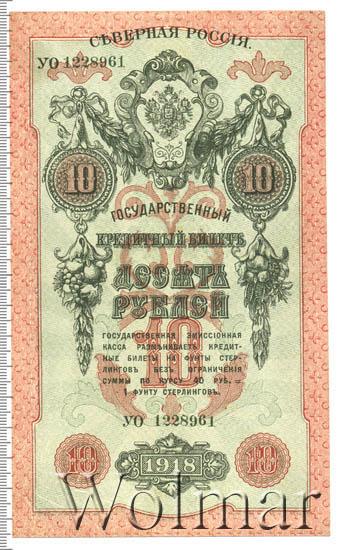 СѢВЕРНАЯ РОССІЯ.
УО 1228961
10 10
ГОСУДАРСТВЕННЫЙ
КРЕДИТНЫЙ БИЛЕТЪ
ДЕСЯТЬ
РУБЛЕЙ
10
ГОСУДАРСТВЕННАЯ ЭМИССІОННАЯ
КАССА РАЗМѢНИВАЕТЪ КРЕДИТ-
НЫЕ БИЛЕТЫ НА ФУНТЫ СТЕР-
ЛИНГОВЪ БЕЗЪ ОГРАНИЧЕНІЯ
СУММЫ ПО КУРСУ 40 РУБ. =
1 ФУНТУ СТЕРЛИНГОВЪ.
УО 1228961
10 1918 10
Wolmar